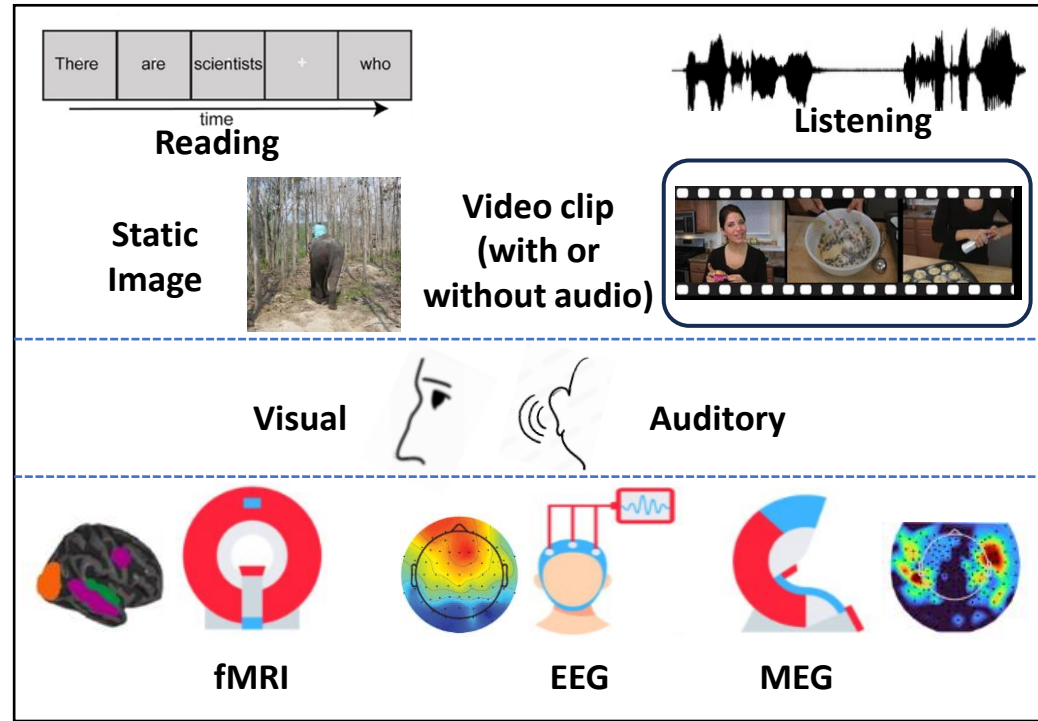 There are scientists + who
time
Reading
Listening
Static
Image
Video clip
(with or
without audio)
Visual
Auditory
fMRI
EEG
MEG